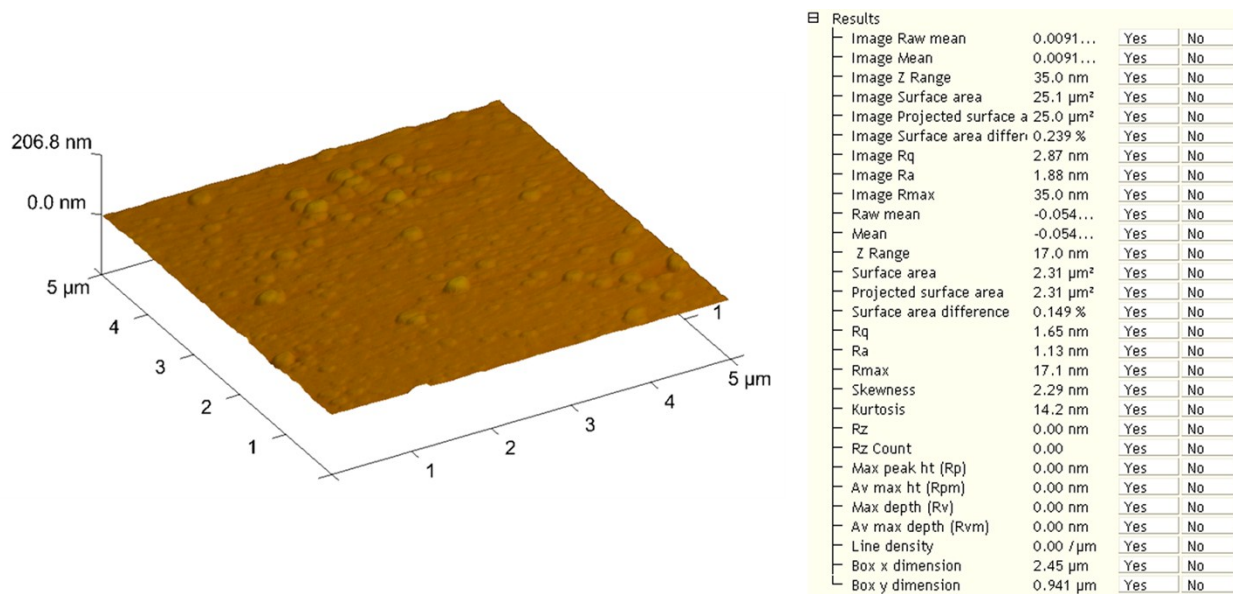 206.8 nm
0.0 nm
5 µm
4
3
2
1
1
2
3
4
5 µm
1
Results
Image Raw mean 0.0091... Yes No
Image Mean 0.0091... Yes No
Image Z Range 35.0 nm Yes No
Image Surface area 25.1 µm² Yes No
Image Projected surface a 25.0 µm² Yes No
Image Surface area differ 0.239 % Yes No
Image Rq 2.87 nm Yes No
Image Ra 1.88 nm Yes No
Image Rmax 35.0 nm Yes No
Raw mean -0.054... Yes No
Mean -0.054... Yes No
Z Range 17.0 nm Yes No
Surface area 2.31 µm² Yes No
Projected surface area 2.31 µm² Yes No
Surface area difference 0.149 % Yes No
Rq 1.65 nm Yes No
Ra 1.13 nm Yes No
Rmax 17.1 nm Yes No
Skewness 2.29 nm Yes No
Kurtosis 14.2 nm Yes No
Rz 0.00 nm Yes No
Rz Count 0.00 Yes No
Max peak ht (Rp) 0.00 nm Yes No
Av max ht (Rpm) 0.00 nm Yes No
Max depth (Rv) 0.00 nm Yes No
Av max depth (Rvm) 0.00 nm Yes No
Line density 0.00 /µm Yes No
Box x dimension 2.45 µm Yes No
Box y dimension 0.941 µm Yes No